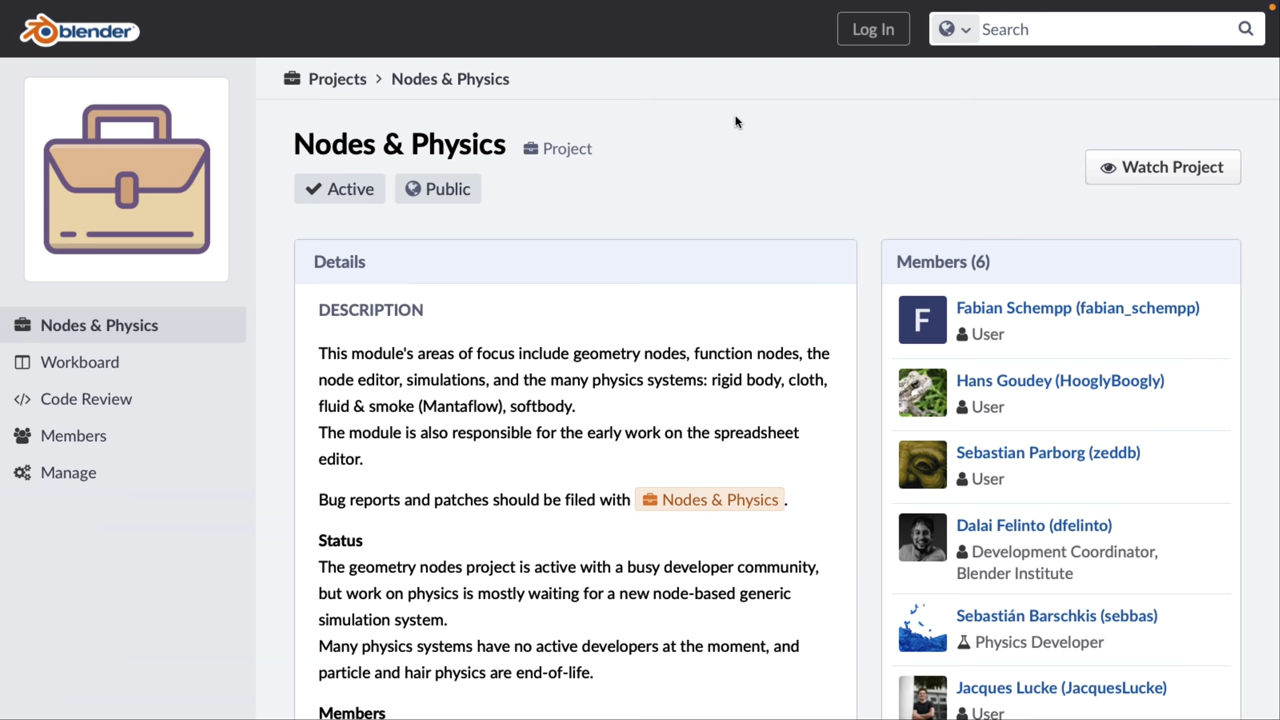 blender
Log In
Search
Projects > Nodes & Physics
Nodes & Physics Project
Watch Project
Active Public
Nodes & Physics
Workboard
Code Review
Members
Manage
Details
DESCRIPTION
This module's areas of focus include geometry nodes, function nodes, the
node editor, simulations, and the many physics systems: rigid body, cloth,
fluid & smoke (Mantaflow), softbody.
The module is also responsible for the early work on the spreadsheet
editor.
Bug reports and patches should be filed with Nodes & Physics .
Status
The geometry nodes project is active with a busy developer community,
but work on physics is mostly waiting for a new node-based generic
simulation system.
Many physics systems have no active developers at the moment, and
particle and hair physics are end-of-life.
Members
Members (6)
F
Fabian Schempp (fabian_schempp)
User
Hans Goudey (HooglyBoogly)
User
Sebastian Parborg (zeddb)
User
Dalai Felinto (dfelinto)
Development Coordinator,
Blender Institute
Sebastián Barschkis (sebbas)
Physics Developer
Jacques Lucke (JacquesLucke)
User